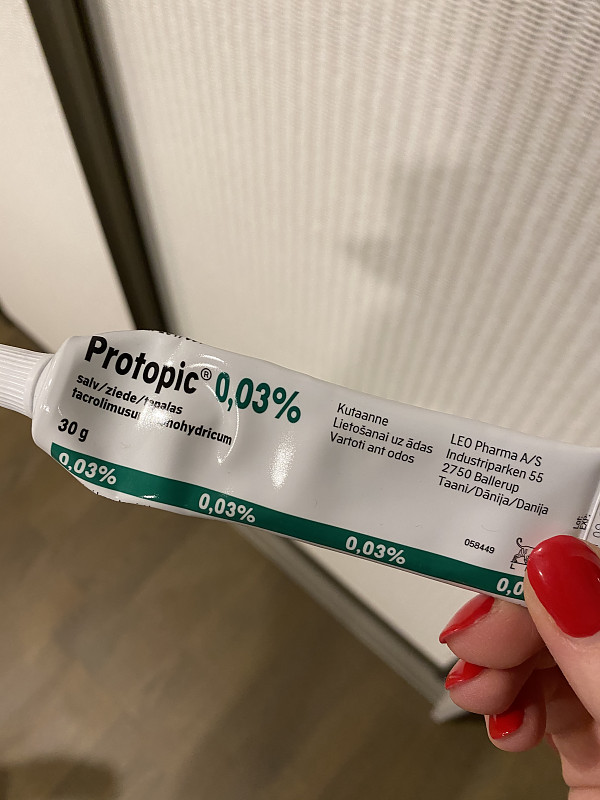 Protopic® 0,03%
salv/ziede/tepalas
30 g
Kutaanne
Lietošanai uz ādas
Vartoti ant odos
LEO Pharma A/S
Industriparken 55
2750 Ballerup
Taani/Dānija/Danija
058449
0,03%
0,03%
0,03%